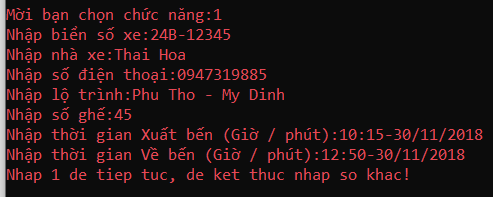 Mời bạn chọn chức năng:1
Nhập biển số xe:24B-12345
Nhập nhà xe:Thai Hoa
Nhập số điện thoại:0947319885
Nhập lộ trình:Phu Tho - My Dinh
Nhập số ghế:45
Nhập thời gian Xuất bến (Giờ / phút):10:15-30/11/2018
Nhập thời gian Về bến (Giờ / phút):12:50-30/11/2018
Nhap 1 de tiep tuc, de ket thuc nhap so khac!